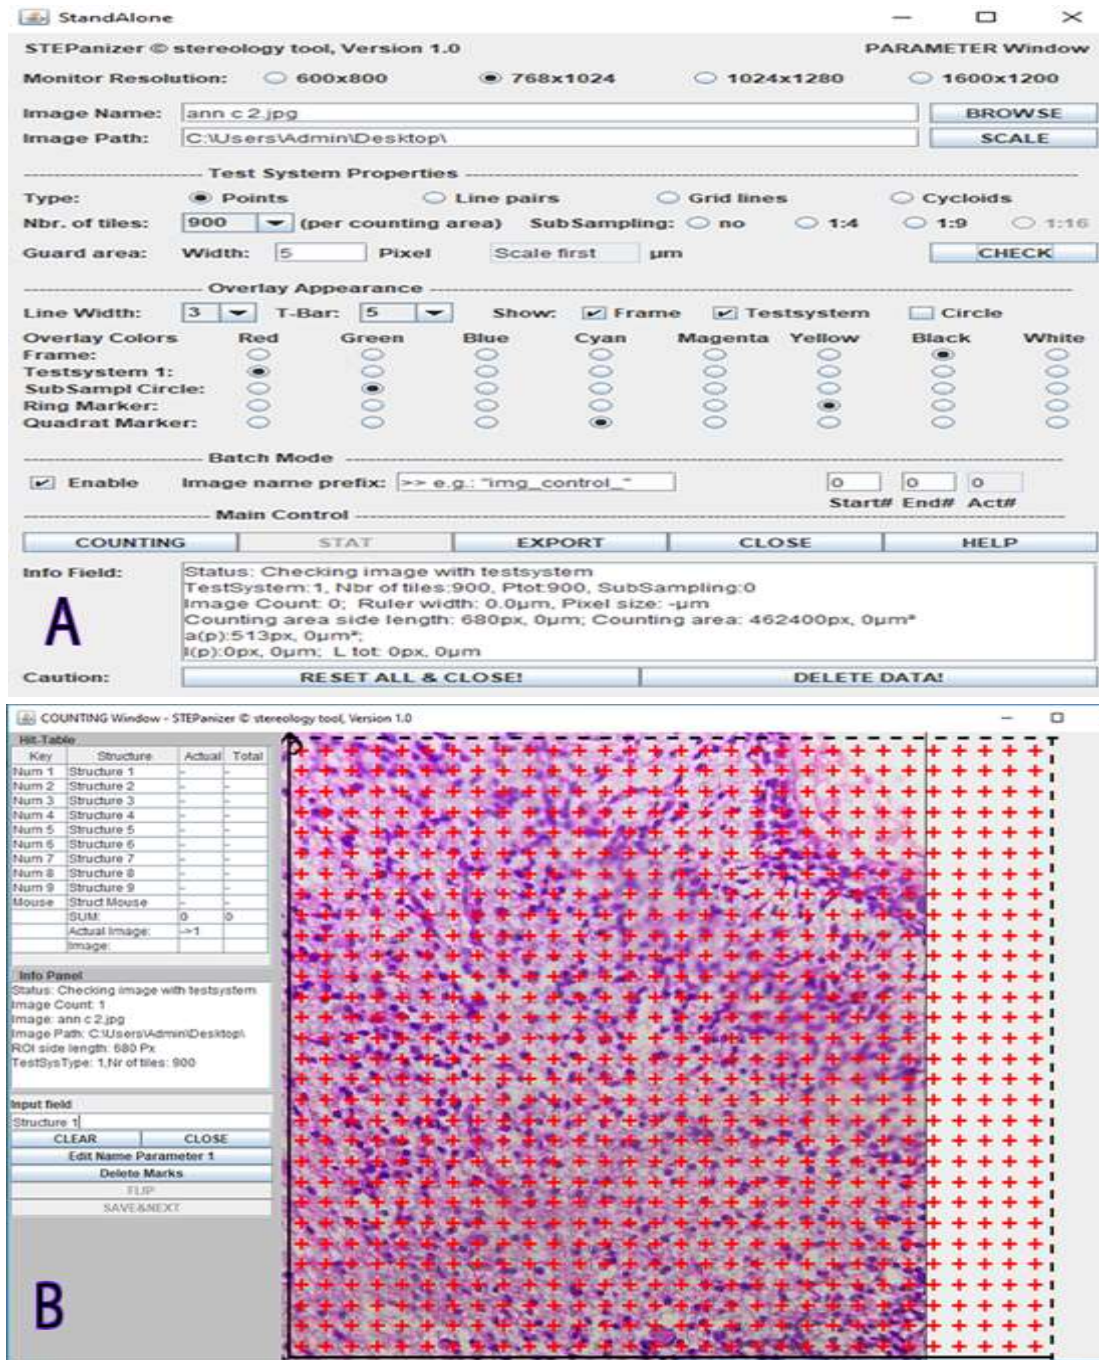 StandAlone
STEPanizer © stereology tool, Version 1.0 PARAMETER Window
Monitor Resolution: 600x800 768x1024 1024x1280 1600x1200
Image Name: ann c 2.jpg BROWSE
Image Path: C:\Users\Admin\Desktop\ SCALE
Test System Properties
Type: Points Line pairs Grid lines Cycloids
Nbr. of tiles: 900 (per counting area) SubSampling: no 1:4 1:9 1:16
Guard area: Width: 5 Pixel Scale first µm CHECK
Overlay Appearance
Line Width: 3 T-Bar: 5 Show: Frame Testsystem Circle
Overlay Colors Red Green Blue Cyan Magenta Yellow Black White
Frame:
Testsystem 1:
SubSampl Circle:
Ring Marker:
Quadrat Marker:
Batch Mode
Enable Image name prefix: >> e.g.: "img_control_" 0 0 0
Start# End# Act#
Main Control
COUNTING STAT EXPORT CLOSE HELP
Info Field: Status: Checking image with testsystem
TestSystem:1, Nbr of tiles:900, Ptot:900, SubSampling:0
Image Count: 0; Ruler width: 0.0µm, Pixel size: -µm
Counting area side length: 680px, 0µm; Counting area: 462400px, 0µm²
a(p):513px, 0µm²;
l(p):0px, 0µm; L tot: 0px, 0µm
A
Caution: RESET ALL & CLOSE! DELETE DATA!
COUNTING Window - STEPanizer © stereology tool, Version 1.0
Hit-Table
Key Structure Actual Total
Num 1 Structure 1 - -
Num 2 Structure 2 - -
Num 3 Structure 3 - -
Num 4 Structure 4 - -
Num 5 Structure 5 - -
Num 6 Structure 6 - -
Num 7 Structure 7 - -
Num 8 Structure 8 - -
Num 9 Structure 9 - -
Mouse Struct Mouse - -
SUM: 0 0
Actual Image: ->1
Image:
Info Panel
Status: Checking image with testsystem
Image Count: 1
Image: ann c 2.jpg
Image Path: C:\Users\Admin\Desktop\
ROI side length: 680 Px
TestSysType: 1,Nr of tiles: 900
Input field
Structure 1
CLEAR CLOSE
Edit Name Parameter 1
Delete Marks
FLIP
SAVE&NEXT
B